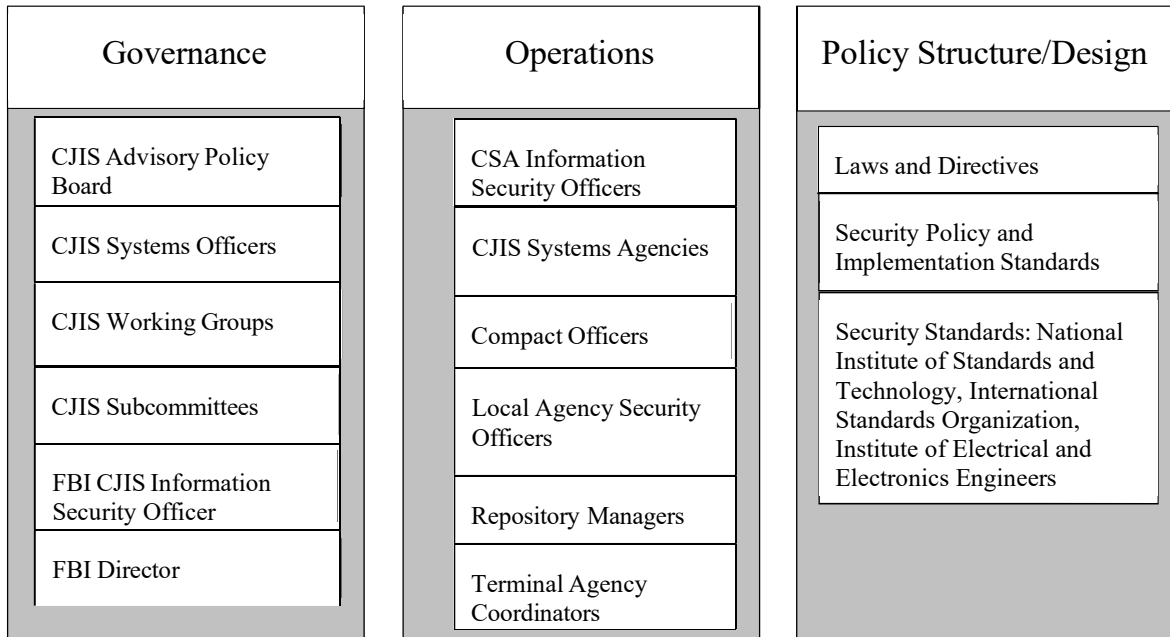 Governance
CJIS Advisory Policy
Board
CJIS Systems Officers
CJIS Working Groups
CJIS Subcommittees
FBI CJIS Information
Security Officer
FBI Director
Operations
CSA Information
Security Officers
CJIS Systems Agencies
Compact Officers
Local Agency Security
Officers
Repository Managers
Terminal Agency
Coordinators
Policy Structure/Design
Laws and Directives
Security Policy and
Implementation Standards
Security Standards: National
Institute of Standards and
Technology, International
Standards Organization,
Institute of Electrical and
Electronics Engineers